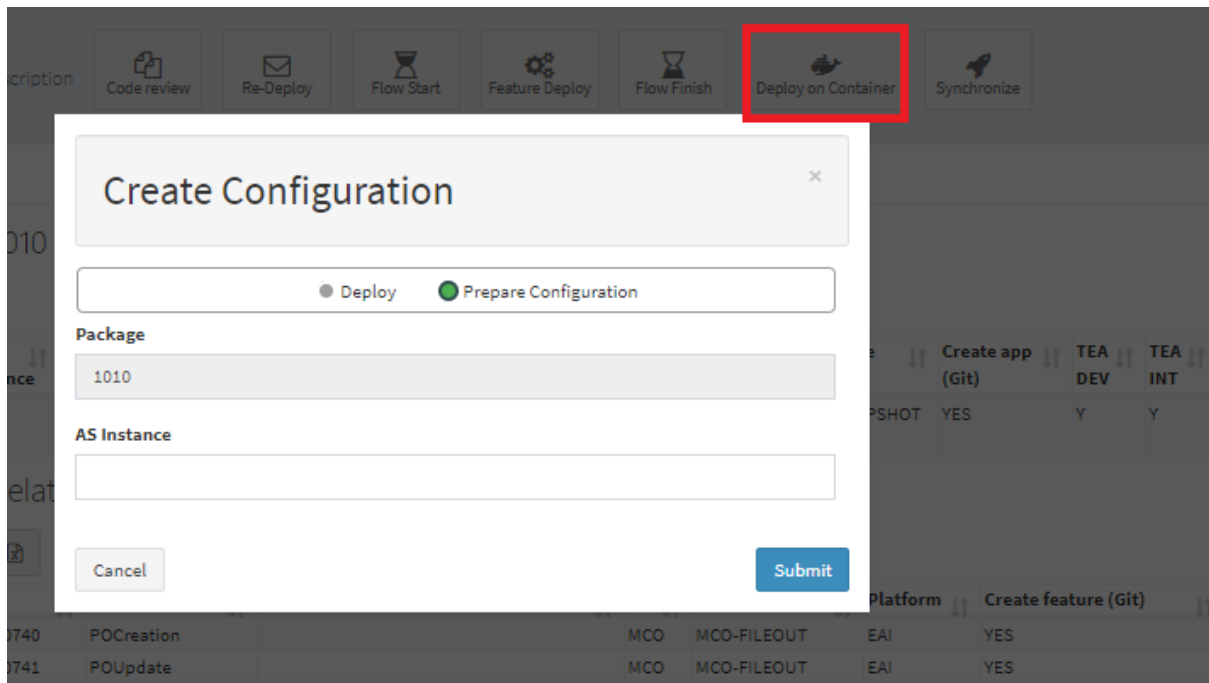 scription
Code review
Re-Deploy
Flow Start
Feature Deploy
Flow Finish
Deploy on Container
Synchronize
Create Configuration
×
010
Deploy
Prepare Configuration
Package
1010
AS Instance
Cancel
Submit
nce
e
Create app (Git)
TEA DEV
TEA INT
PSHOT YES Y Y
elat
Platform Create feature (Git)
0740 POCreation MCO MCO-FILEOUT EAI YES
0741 POUpdate MCO MCO-FILEOUT EAI YES